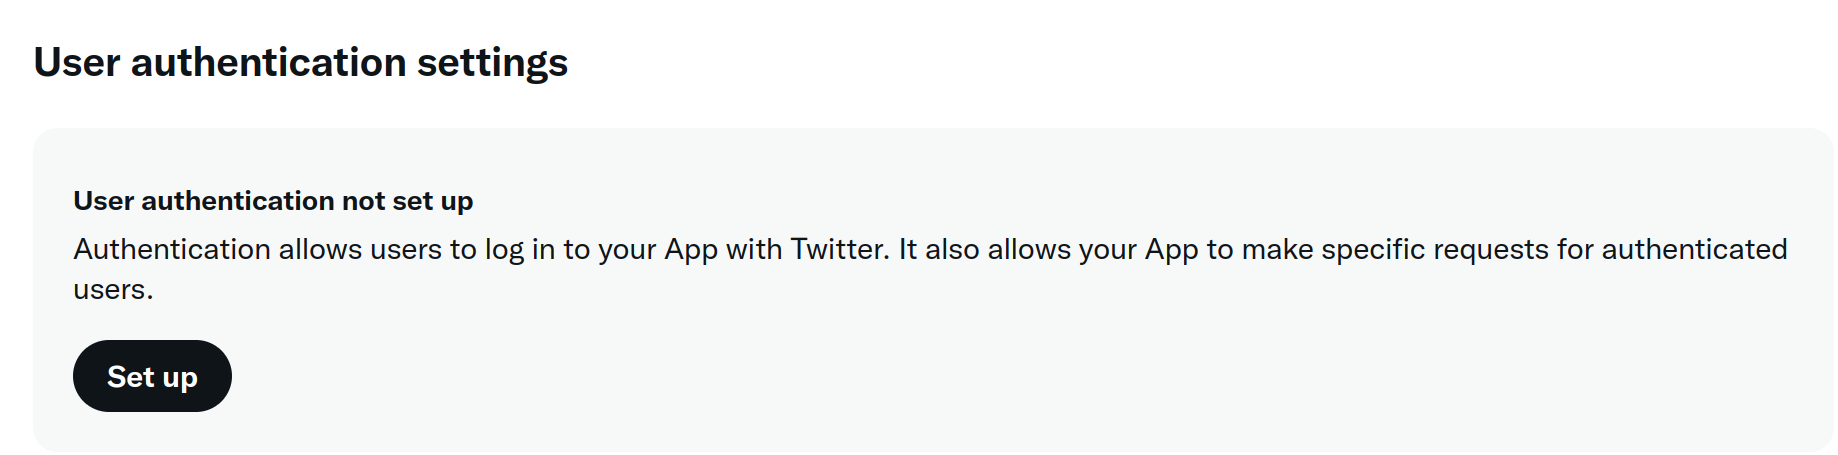 User authentication settings
User authentication not set up
Authentication allows users to log in to your App with Twitter. It also allows your App to make specific requests for authenticated
users.
Set up